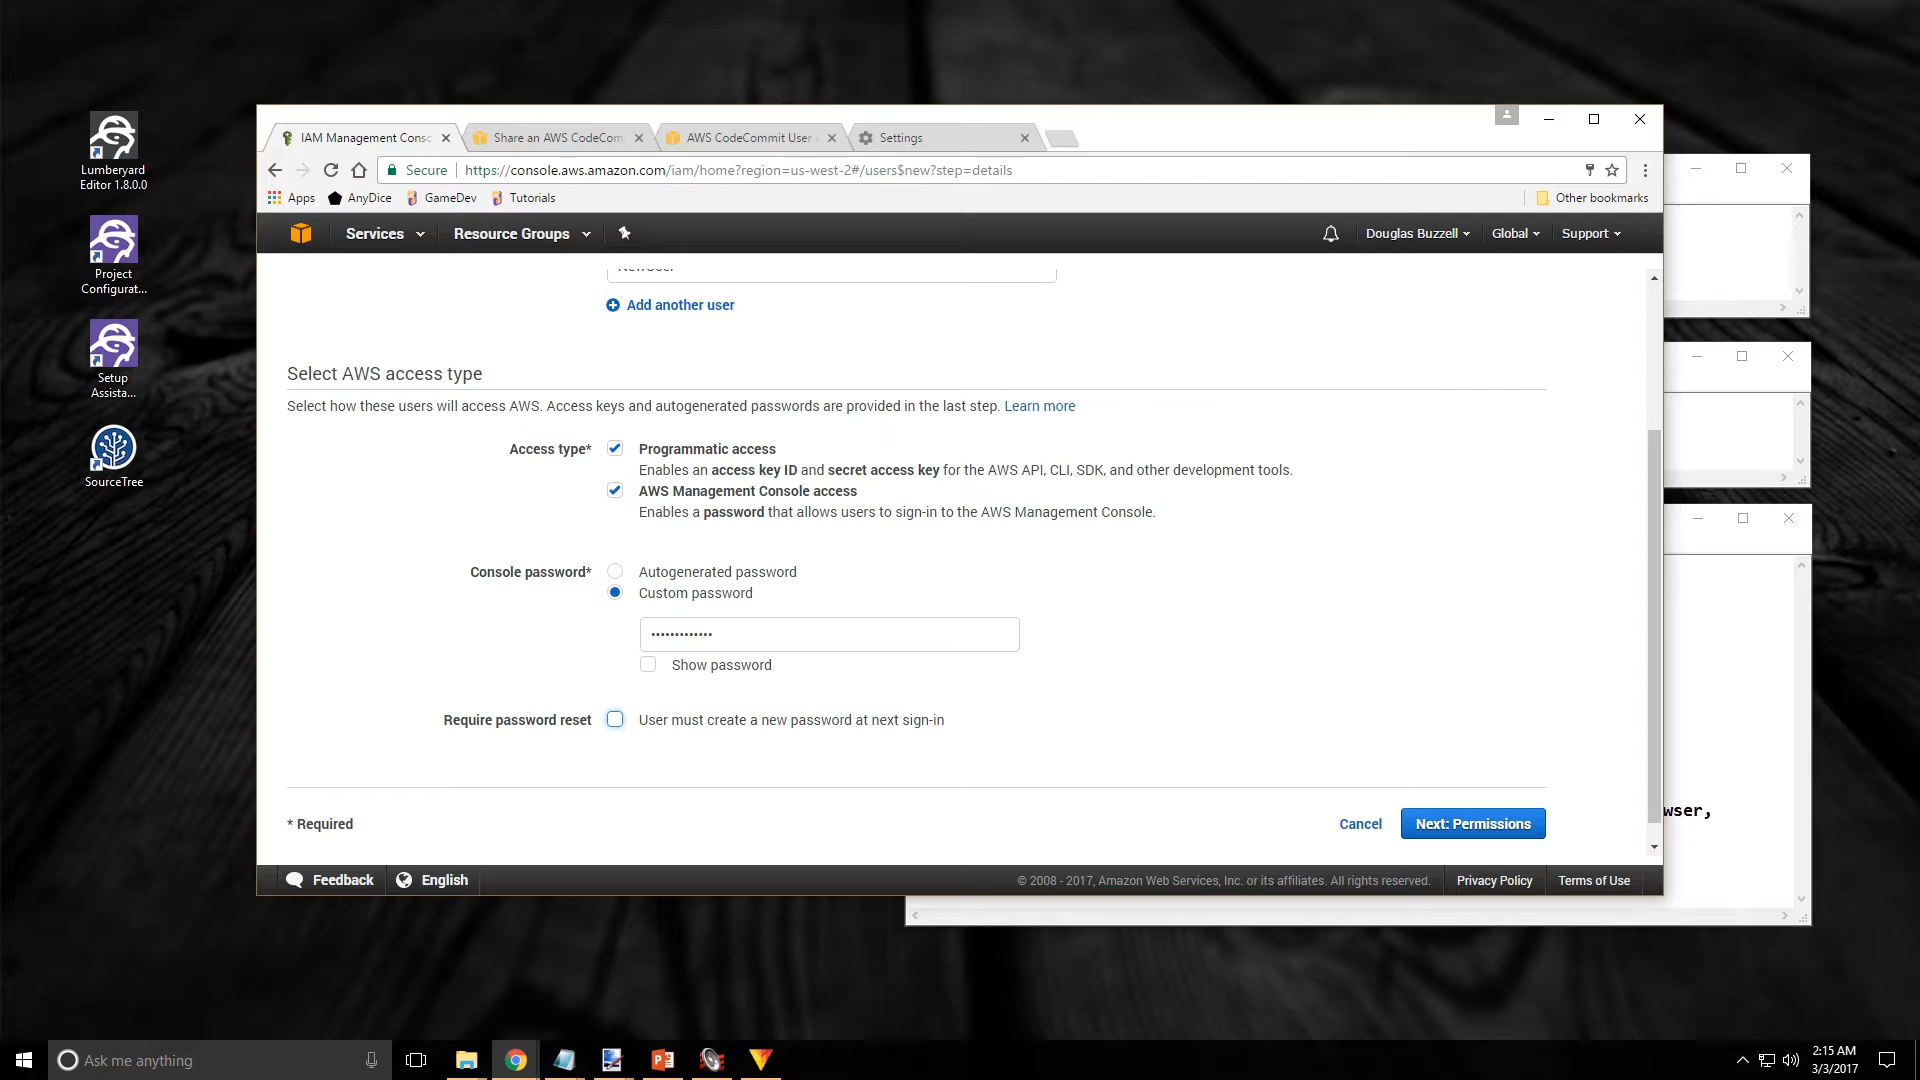 Lumberyard
Editor 1.8.0.0
Project
Configurat...
Setup
Assista...
SourceTree
IAM Management Consc
Share an AWS CodeCom
AWS CodeCommit User -
Settings
Secure
https://console.aws.amazon.com/iam/home?region=us-west-2#/users$new?step=details
Apps
AnyDice
GameDev
Tutorials
Other bookmarks
Services
Resource Groups
Douglas Buzzell
Global
Support
Add another user
Select AWS access type
Select how these users will access AWS. Access keys and autogenerated passwords are provided in the last step. Learn more
Access type*
Programmatic access
Enables an access key ID and secret access key for the AWS API, CLI, SDK, and other development tools.
AWS Management Console access
Enables a password that allows users to sign-in to the AWS Management Console.
Console password*
Autogenerated password
Custom password
•••••••••••••
Show password
Require password reset
User must create a new password at next sign-in
* Required
Cancel
Next: Permissions
wser,
Feedback
English
© 2008 - 2017, Amazon Web Services, Inc. or its affiliates. All rights reserved.
Privacy Policy
Terms of Use
Ask me anything
2:15 AM
3/3/2017